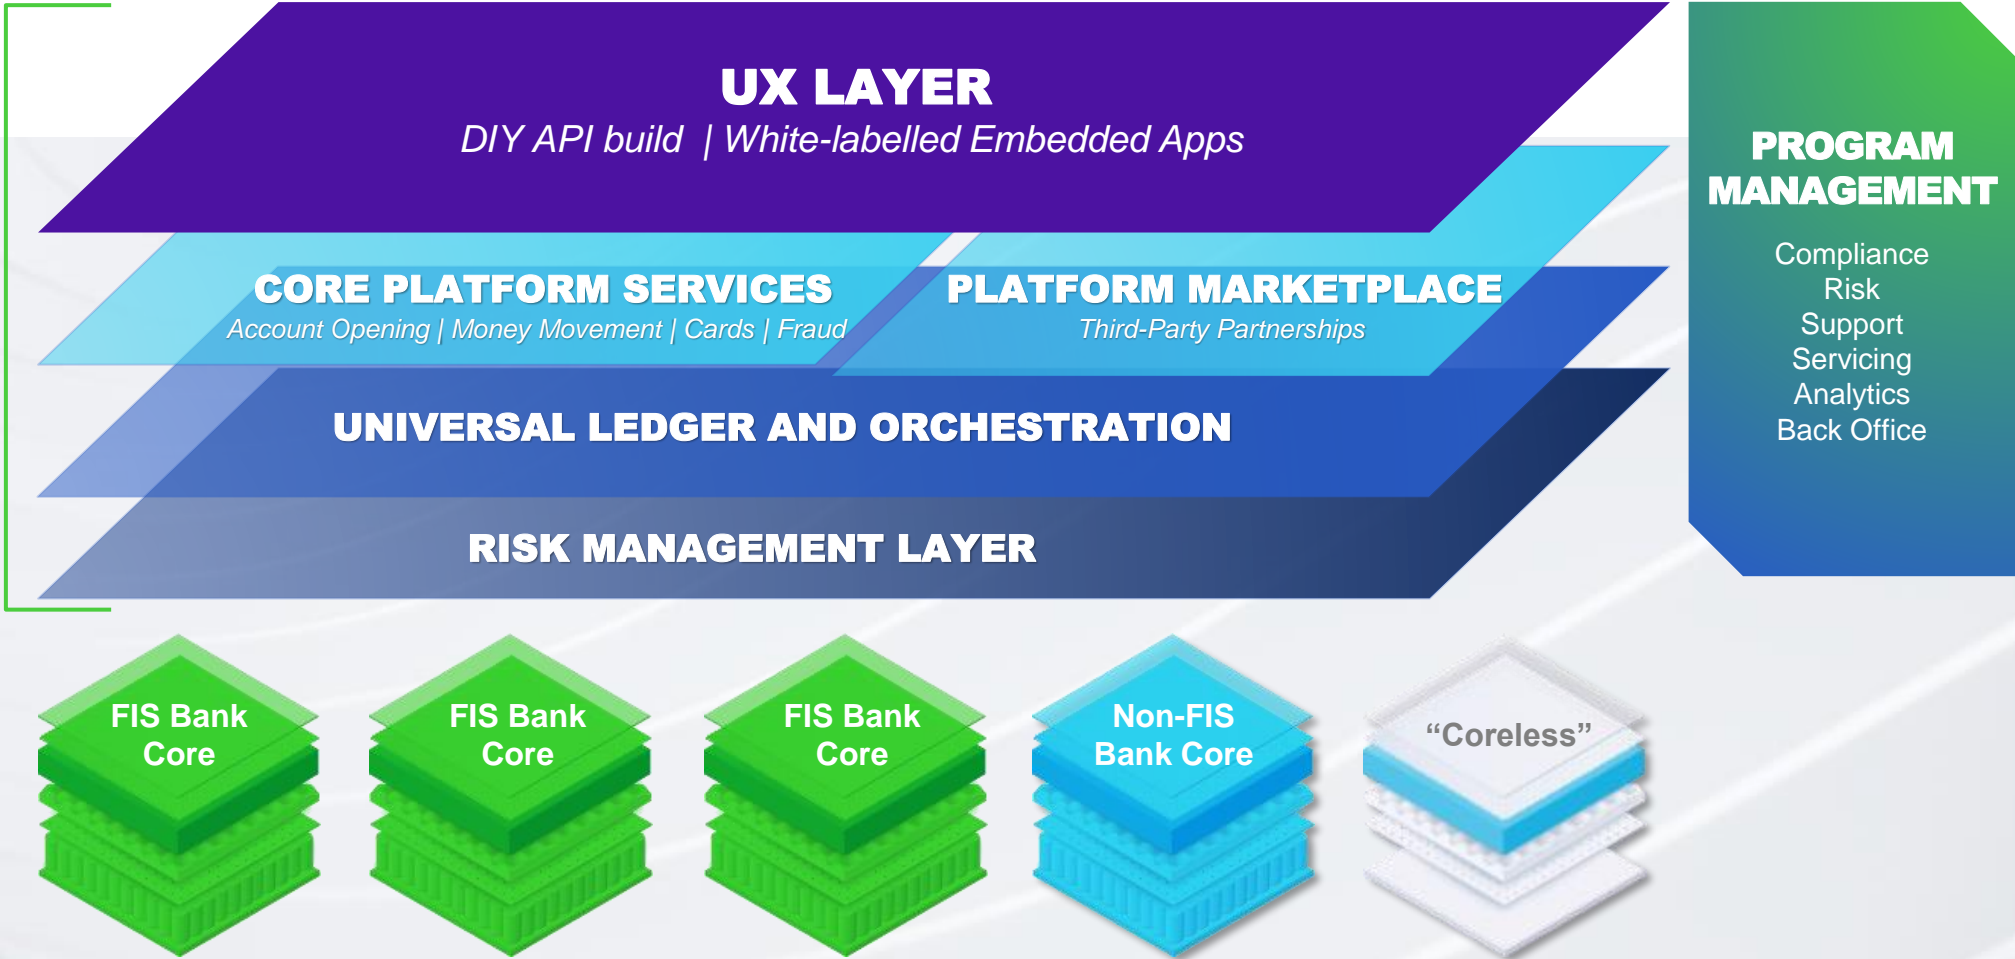 UX LAYER
DIY API build | White-labelled Embedded Apps
CORE PLATFORM SERVICES
Account Opening | Money Movement | Cards | Fraud
PLATFORM MARKETPLACE
Third-Party Partnerships
UNIVERSAL LEDGER AND ORCHESTRATION
RISK MANAGEMENT LAYER
PROGRAM
MANAGEMENT
Compliance
Risk
Support
Servicing
Analytics
Back Office
FIS Bank
Core
FIS Bank
Core
FIS Bank
Core
Non-FIS
Bank Core
“Coreless”